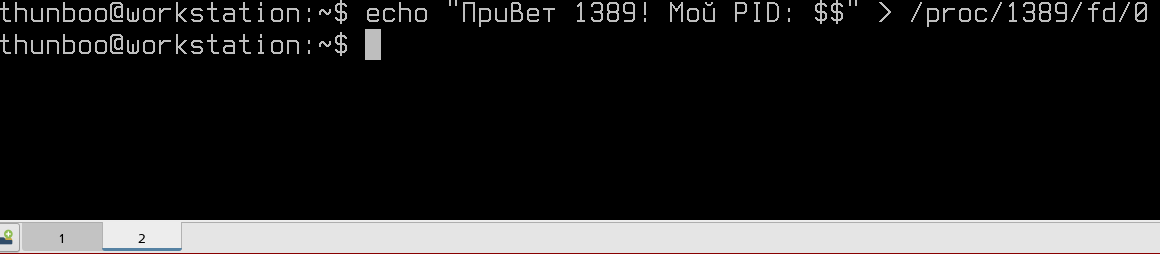 thunboo@workstation:~$ echo "ПриВет 1389! Мой PID: $$" > /proc/1389/fd/0
thunboo@workstation:~$
1 2